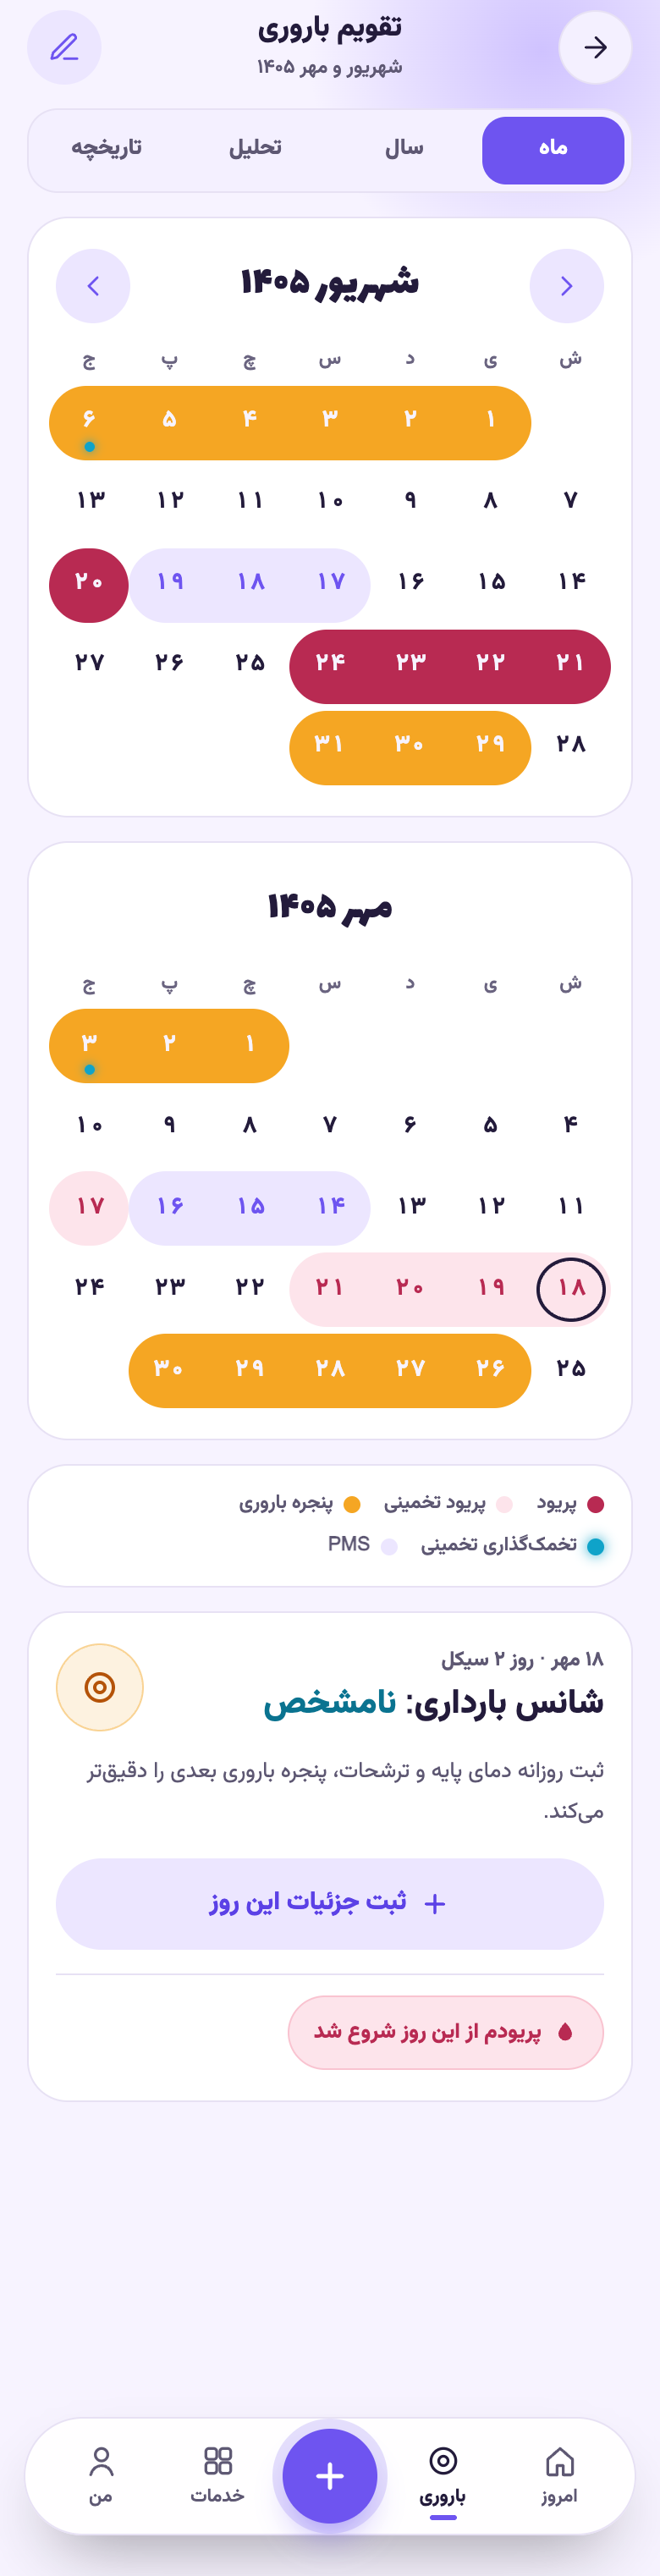 تقویم باروری
شهریور و مهر ۱۴۰۵
ماه سال تحلیل تاریخچه
شهریور ۱۴۰۵
ش ی د س چ پ ج
۱ ۲ ۳ ۴ ۵ ۶
۷ ۸ ۹ ۱۰ ۱۱ ۱۲ ۱۳
۱۴ ۱۵ ۱۶ ۱۷ ۱۸ ۱۹ ۲۰
۲۱ ۲۲ ۲۳ ۲۴ ۲۵ ۲۶ ۲۷
۲۸ ۲۹ ۳۰ ۳۱
مهر ۱۴۰۵
ش ی د س چ پ ج
۱ ۲ ۳
۴ ۵ ۶ ۷ ۸ ۹ ۱۰
۱۱ ۱۲ ۱۳ ۱۴ ۱۵ ۱۶ ۱۷
۱۸ ۱۹ ۲۰ ۲۱ ۲۲ ۲۳ ۲۴
۲۵ ۲۶ ۲۷ ۲۸ ۲۹ ۳۰
پریود پریود تخمینی پنجره باروری
تخمک‌گذاری تخمینی PMS
۱۸ مهر · روز ۲ سیکل
شانس بارداری: نامشخص
ثبت روزانه دمای پایه و ترشحات، پنجره باروری بعدی را دقیق‌تر
می‌کند.
ثبت جزئیات این روز
پریودم از این روز شروع شد
امروز باروری خدمات من